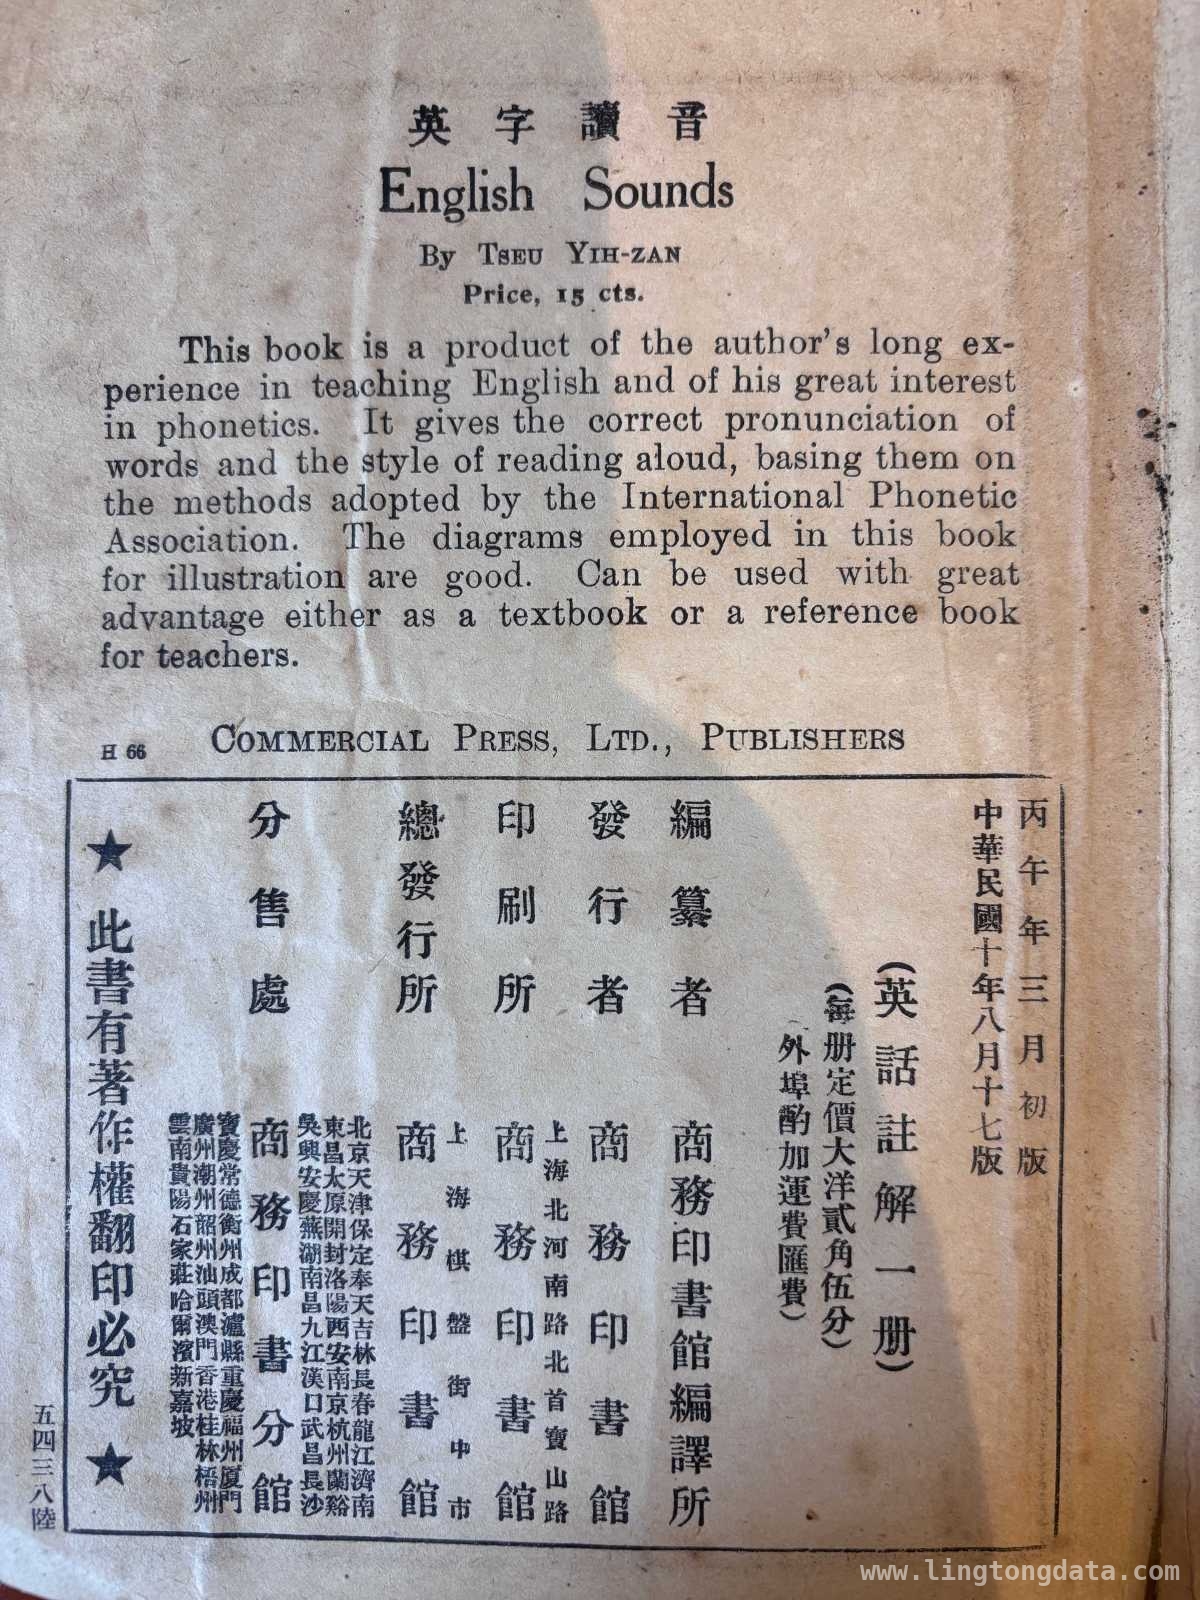 英字讀音
English Sounds
By Tseu Yih-zan
Price, 15 cts.
This book is a product of the author's long ex-
perience in teaching English and of his great interest
in phonetics. It gives the correct pronunciation of
words and the style of reading aloud, basing them on
the methods adopted by the International Phonetic
Association. The diagrams employed in this book
for illustration are good. Can be used with great
advantage either as a textbook or a reference book
for teachers.
H 66
Commercial Press, Ltd., Publishers
丙午年三月初版
中華民國十年八月十七版
(英話註解一册)
(每册定價大洋貳角伍分)
外埠酌加運費匯費)
編纂者 商務印書館編譯所
發行者 商務印書館
上海北河南路北首寶山路
印刷所 商務印書館
上海棋盤街中市
總發行所 商務印書館
北京天津保定奉天吉林長春龍江濟南
東昌太原開封洛陽西安南京杭州蘭谿
吳興安慶蕪湖南昌九江漢口武昌長沙
分售處 商務印書分館
寶慶常德衡州成都瀘縣重慶福州厦門
廣州潮州韶州汕頭澳門香港桂林梧州
雲南貴陽石家莊哈爾濱新嘉坡
★此書有著作權翻印必究★
五四三八陸
www.lingtongdata.com